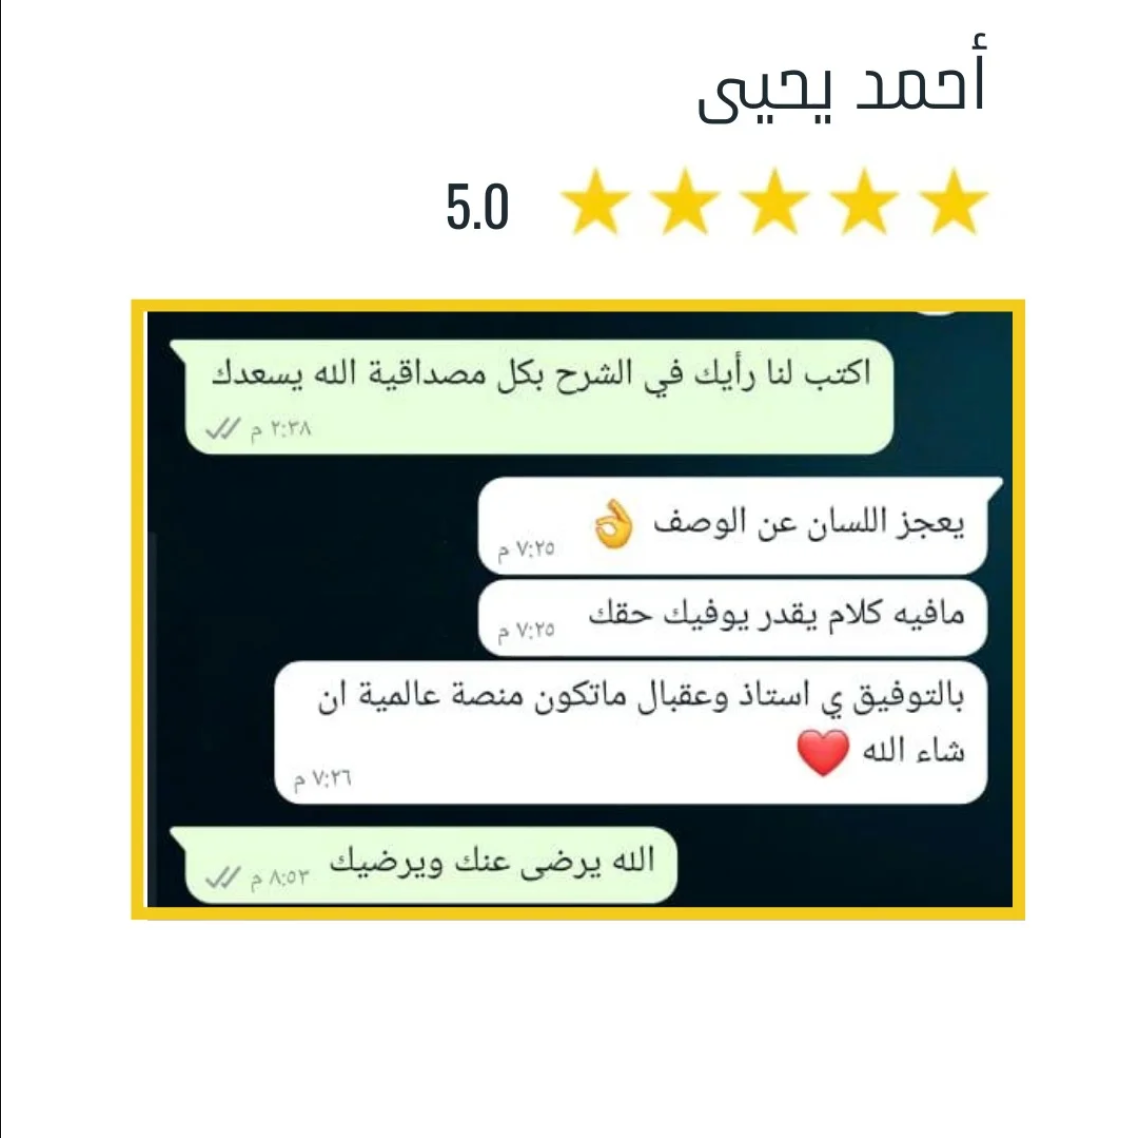 أحمد يحيى
5.0
اكتب لنا رأيك في الشرح بكل مصداقية الله يسعدك
٢:٣٨ م
يعجز اللسان عن الوصف 👌
٧:٢٥ م
مافيه كلام يقدر يوفيك حقك
٧:٢٥ م
بالتوفيق ي استاذ وعقبال ماتكون منصة عالمية ان
شاء الله ❤️
٧:٢٦ م
الله يرضى عنك ويرضيك
٨:٥٣ م